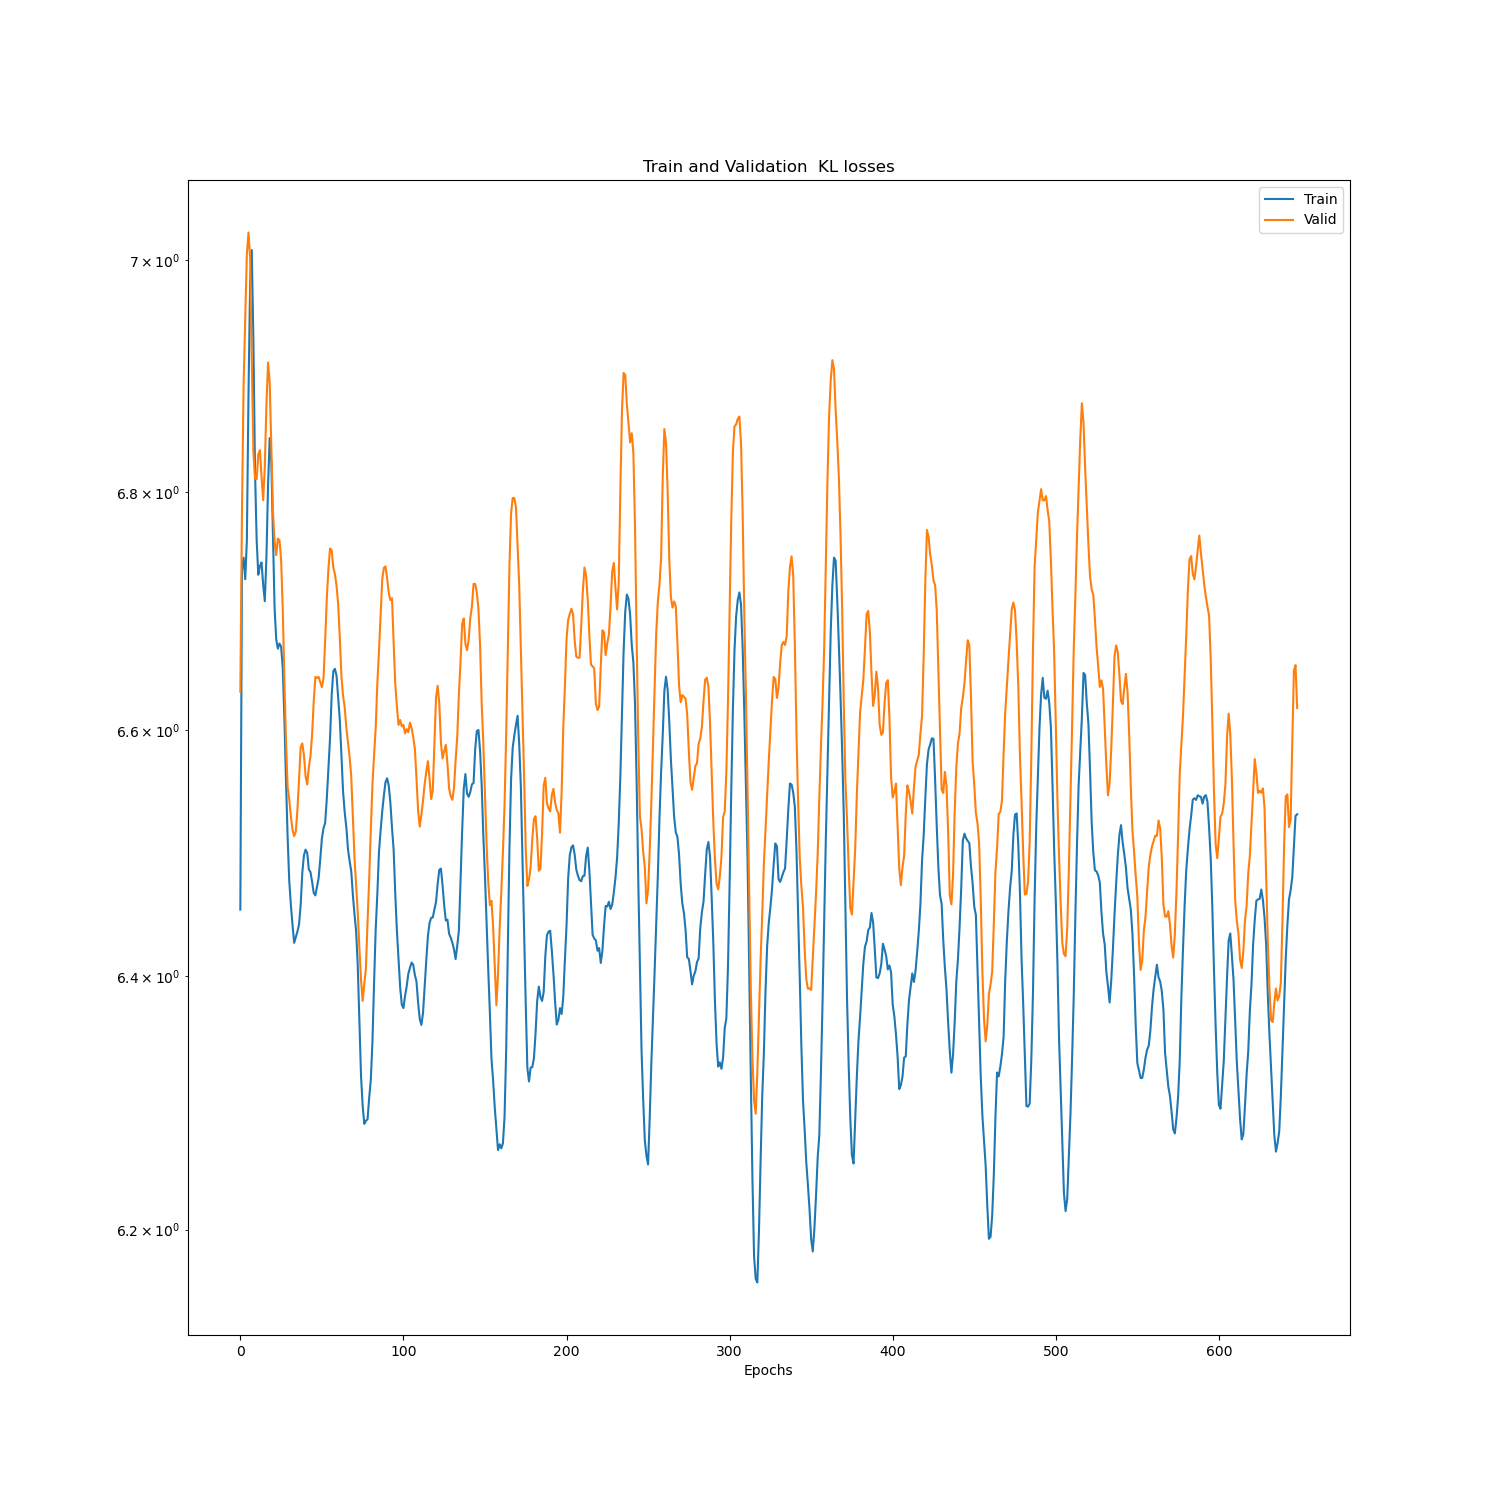 Train and Validation  KL losses
Train
Valid
7 × 10⁰
6.8 × 10⁰
6.6 × 10⁰
6.4 × 10⁰
6.2 × 10⁰
0 100 200 300 400 500 600
Epochs